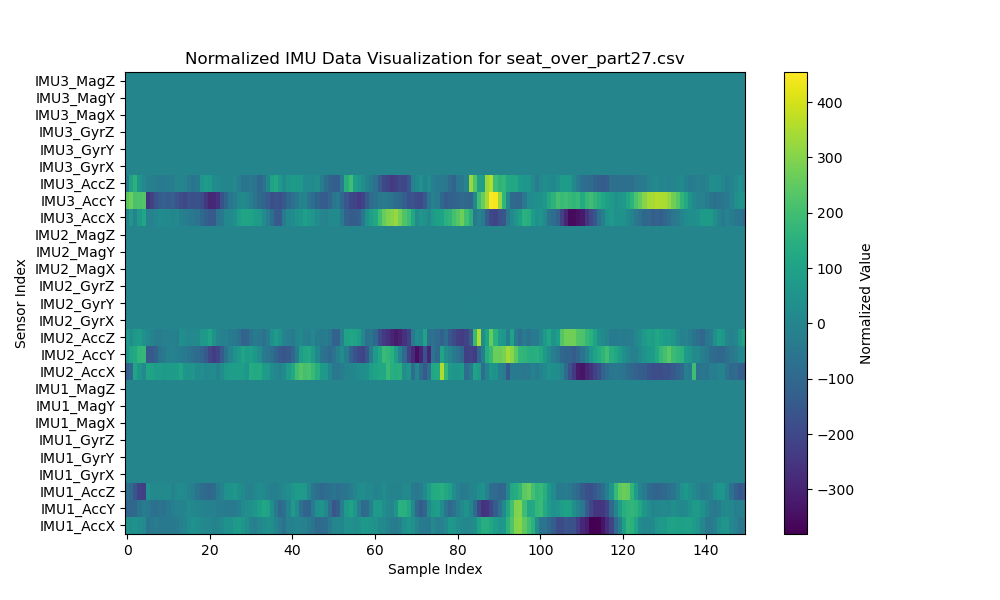 Normalized IMU Data Visualization for seat_over_part27.csv
IMU3_MagZ
IMU3_MagY
IMU3_MagX
IMU3_GyrZ
IMU3_GyrY
IMU3_GyrX
IMU3_AccZ
IMU3_AccY
IMU3_AccX
IMU2_MagZ
IMU2_MagY
IMU2_MagX
IMU2_GyrZ
IMU2_GyrY
IMU2_GyrX
IMU2_AccZ
IMU2_AccY
IMU2_AccX
IMU1_MagZ
IMU1_MagY
IMU1_MagX
IMU1_GyrZ
IMU1_GyrY
IMU1_GyrX
IMU1_AccZ
IMU1_AccY
IMU1_AccX
Sensor Index
0 20 40 60 80 100 120 140
Sample Index
400
300
200
100
0
−100
−200
−300
Normalized Value